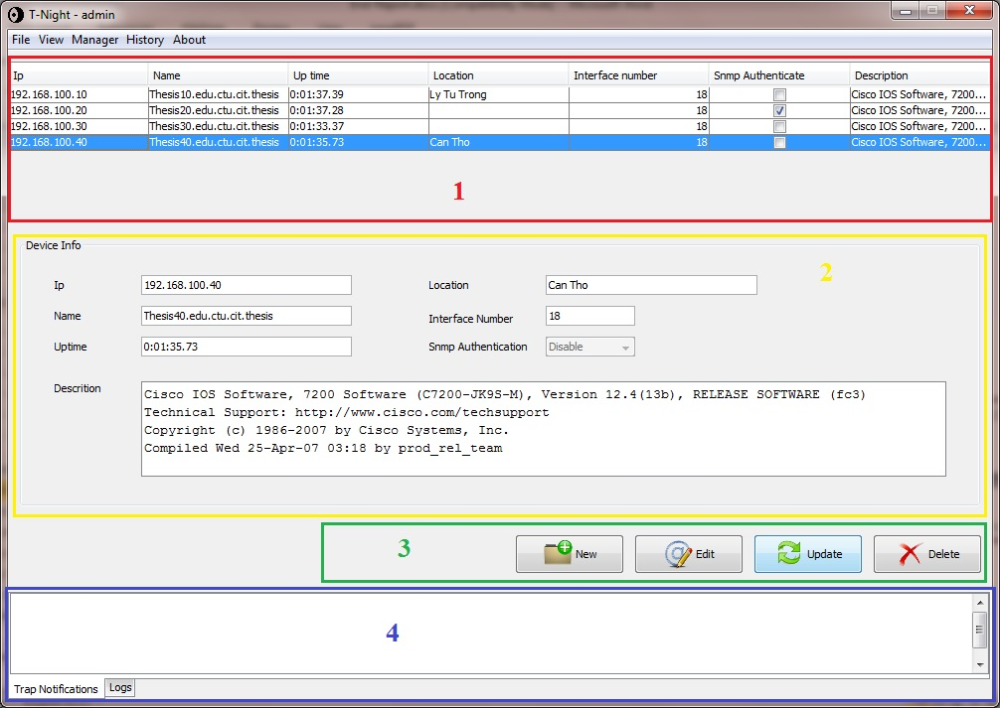 T-Night - admin
File View Manager History About
Ip Name Up time Location Interface number Snmp Authenticate Description
192.168.100.10 Thesis10.edu.ctu.cit.thesis 0:01:37.39 Ly Tu Trong 18 Cisco IOS Software, 7200...
192.168.100.20 Thesis20.edu.ctu.cit.thesis 0:01:37.28 18 Cisco IOS Software, 7200...
192.168.100.30 Thesis30.edu.ctu.cit.thesis 0:01:33.37 18 Cisco IOS Software, 7200...
192.168.100.40 Thesis40.edu.ctu.cit.thesis 0:01:35.73 Can Tho 18 Cisco IOS Software, 7200...
1
Device Info
2
Ip 192.168.100.40 Location Can Tho
Name Thesis40.edu.ctu.cit.thesis Interface Number 18
Uptime 0:01:35.73 Snmp Authentication Disable
Descrition
Cisco IOS Software, 7200 Software (C7200-JK9S-M), Version 12.4(13b), RELEASE SOFTWARE (fc3)
Technical Support: http://www.cisco.com/techsupport
Copyright (c) 1986-2007 by Cisco Systems, Inc.
Compiled Wed 25-Apr-07 03:18 by prod_rel_team
3
New Edit Update Delete
4
Trap Notifications Logs